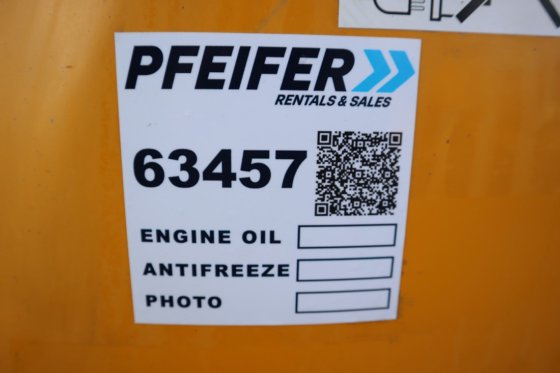 PFEIFER
RENTALS & SALES
63457
ENGINE OIL
ANTIFREEZE
PHOTO